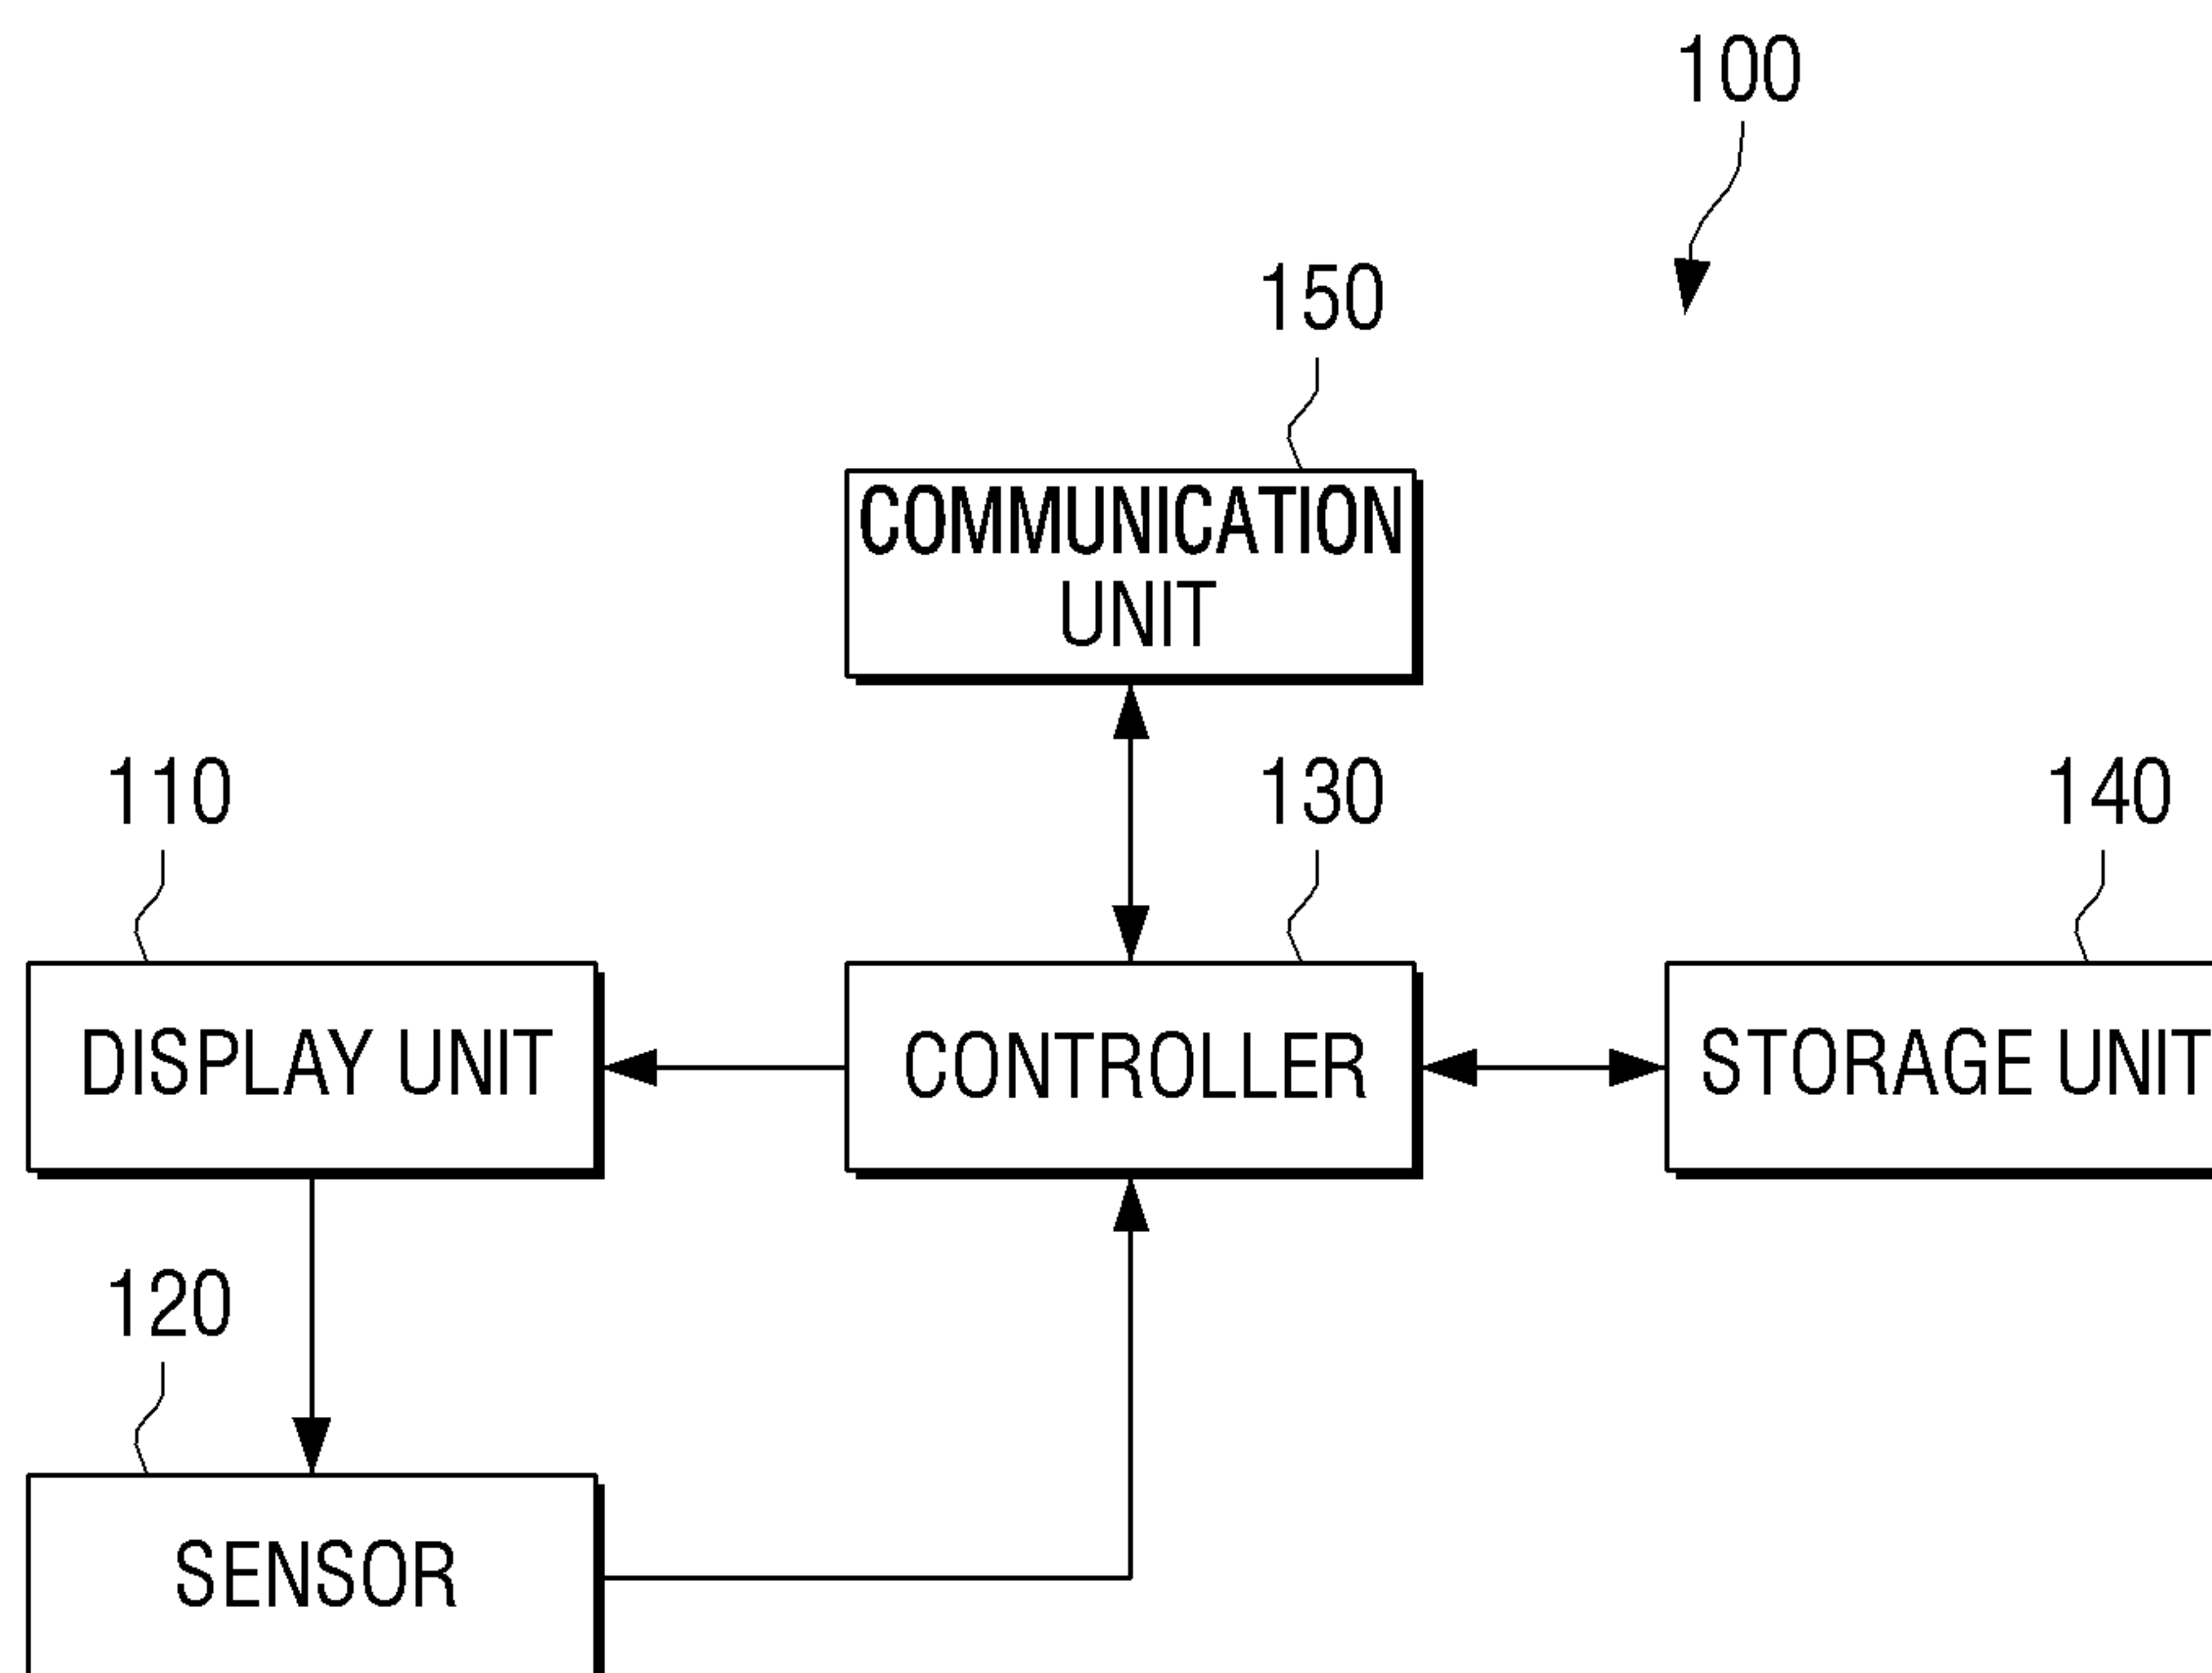 100
150
COMMUNICATION
UNIT
110
130
140
DISPLAY UNIT
CONTROLLER
STORAGE UNIT
120
SENSOR